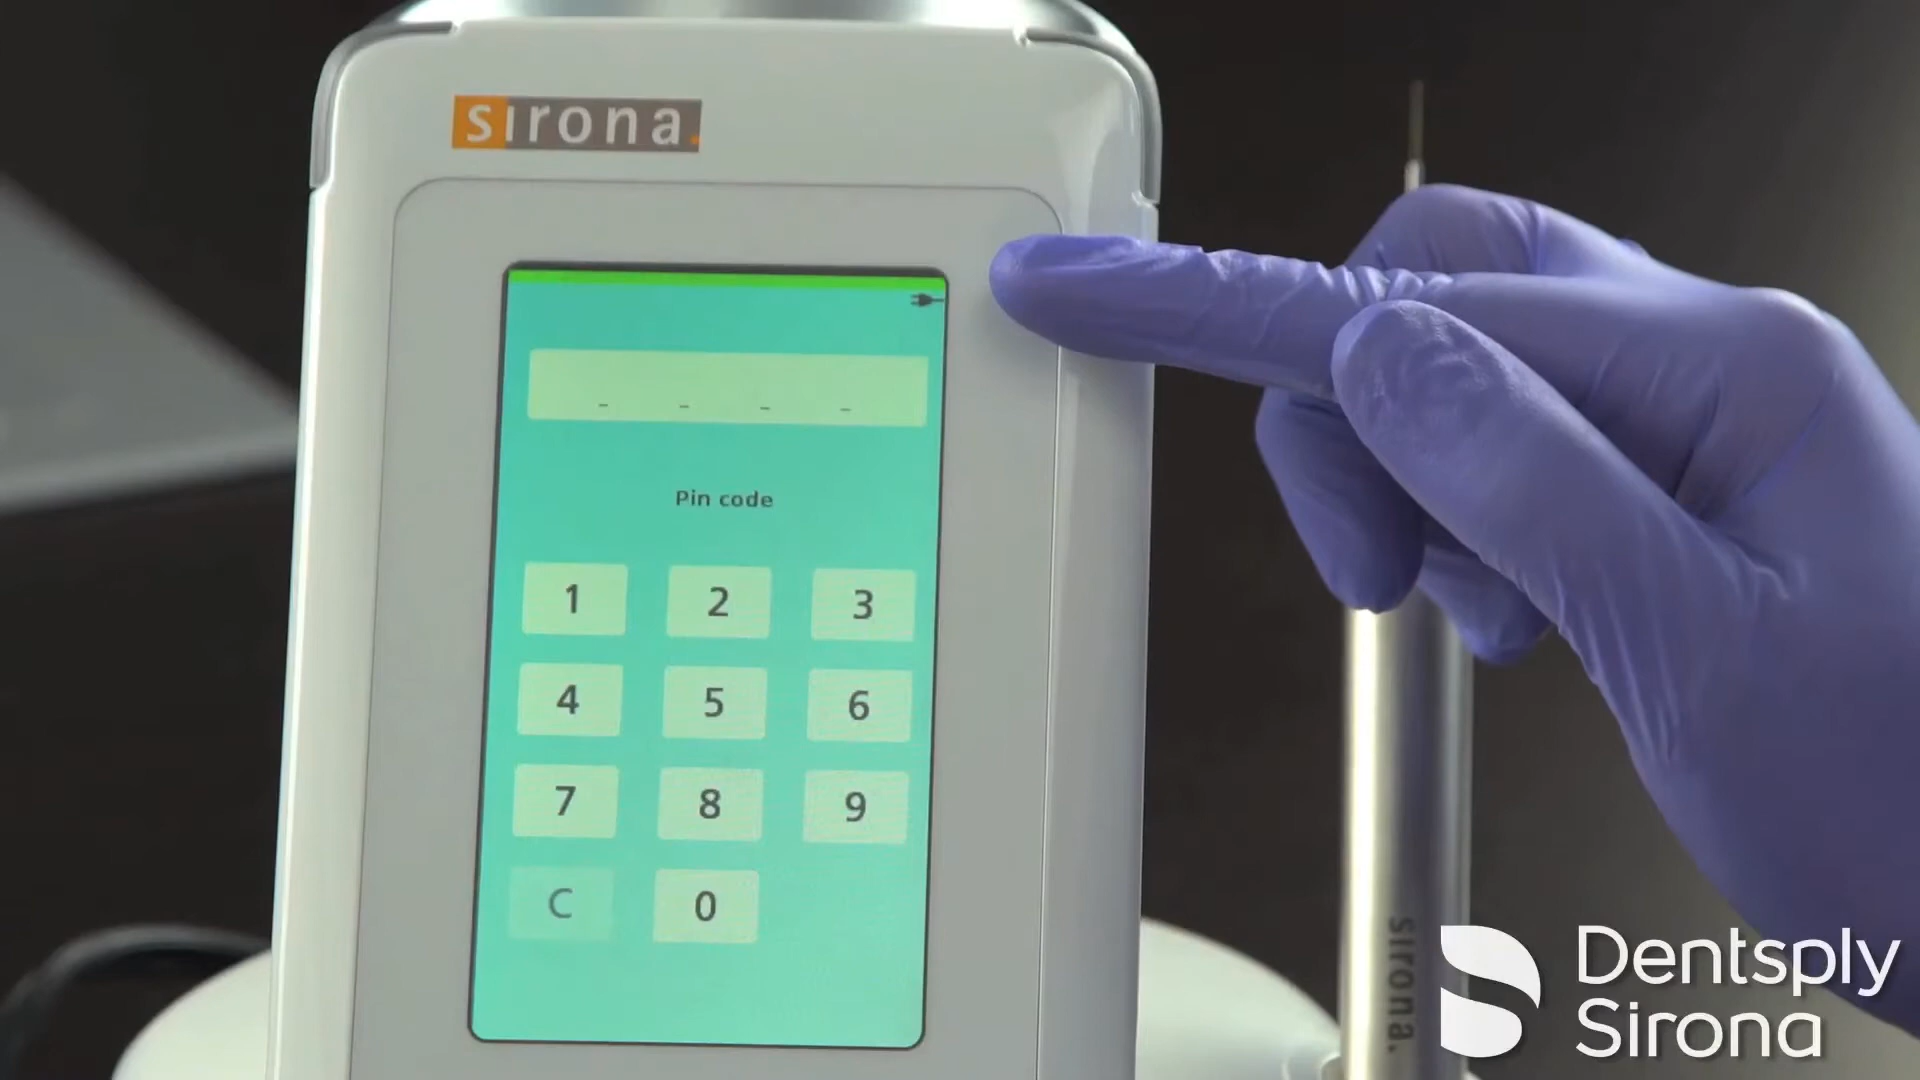 sirona.
_ _ _ _
Pin code
1 2 3
4 5 6
7 8 9
C 0
sirona.
Dentsply
Sirona